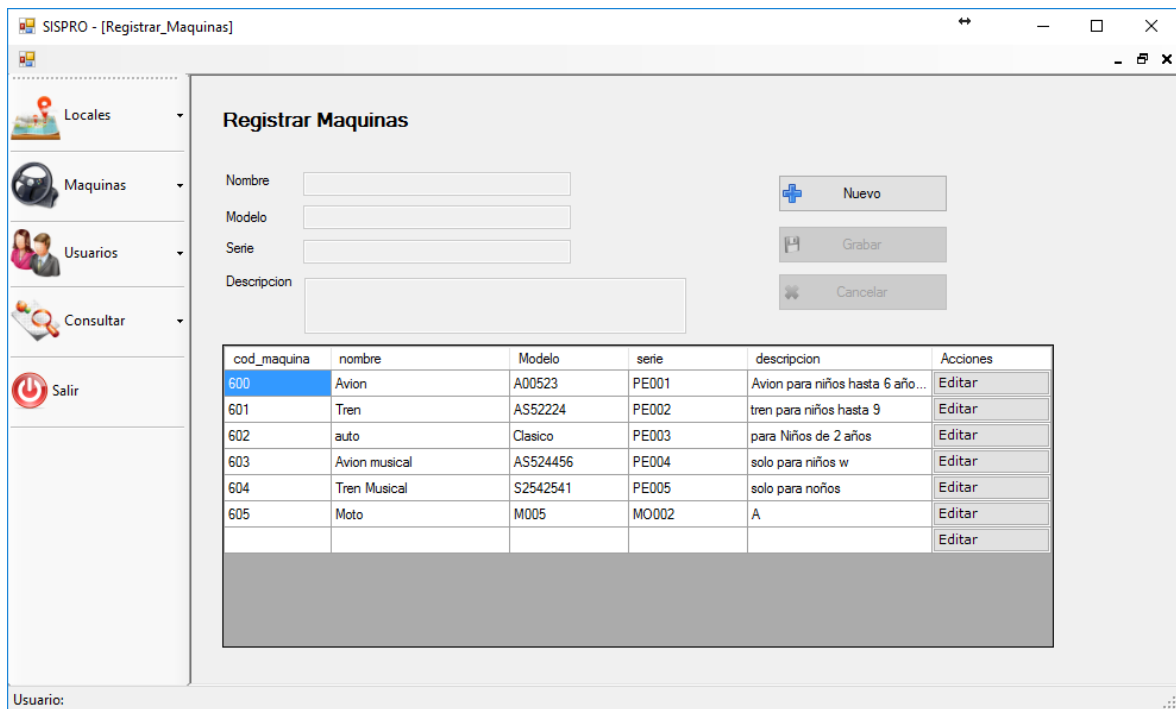 SISPRO - [Registrar_Maquinas]
Locales
Maquinas
Usuarios
Consultar
Salir
Registrar Maquinas
Nombre
Modelo
Serie
Descripcion
Nuevo
Grabar
Cancelar
cod_maquina nombre Modelo serie descripcion Acciones
600 Avion A00523 PE001 Avion para niños hasta 6 año... Editar
601 Tren AS52224 PE002 tren para niños hasta 9 Editar
602 auto Clasico PE003 para Niños de 2 años Editar
603 Avion musical AS524456 PE004 solo para niños w Editar
604 Tren Musical S2542541 PE005 solo para noños Editar
605 Moto M005 MO002 A Editar
Editar
Usuario: